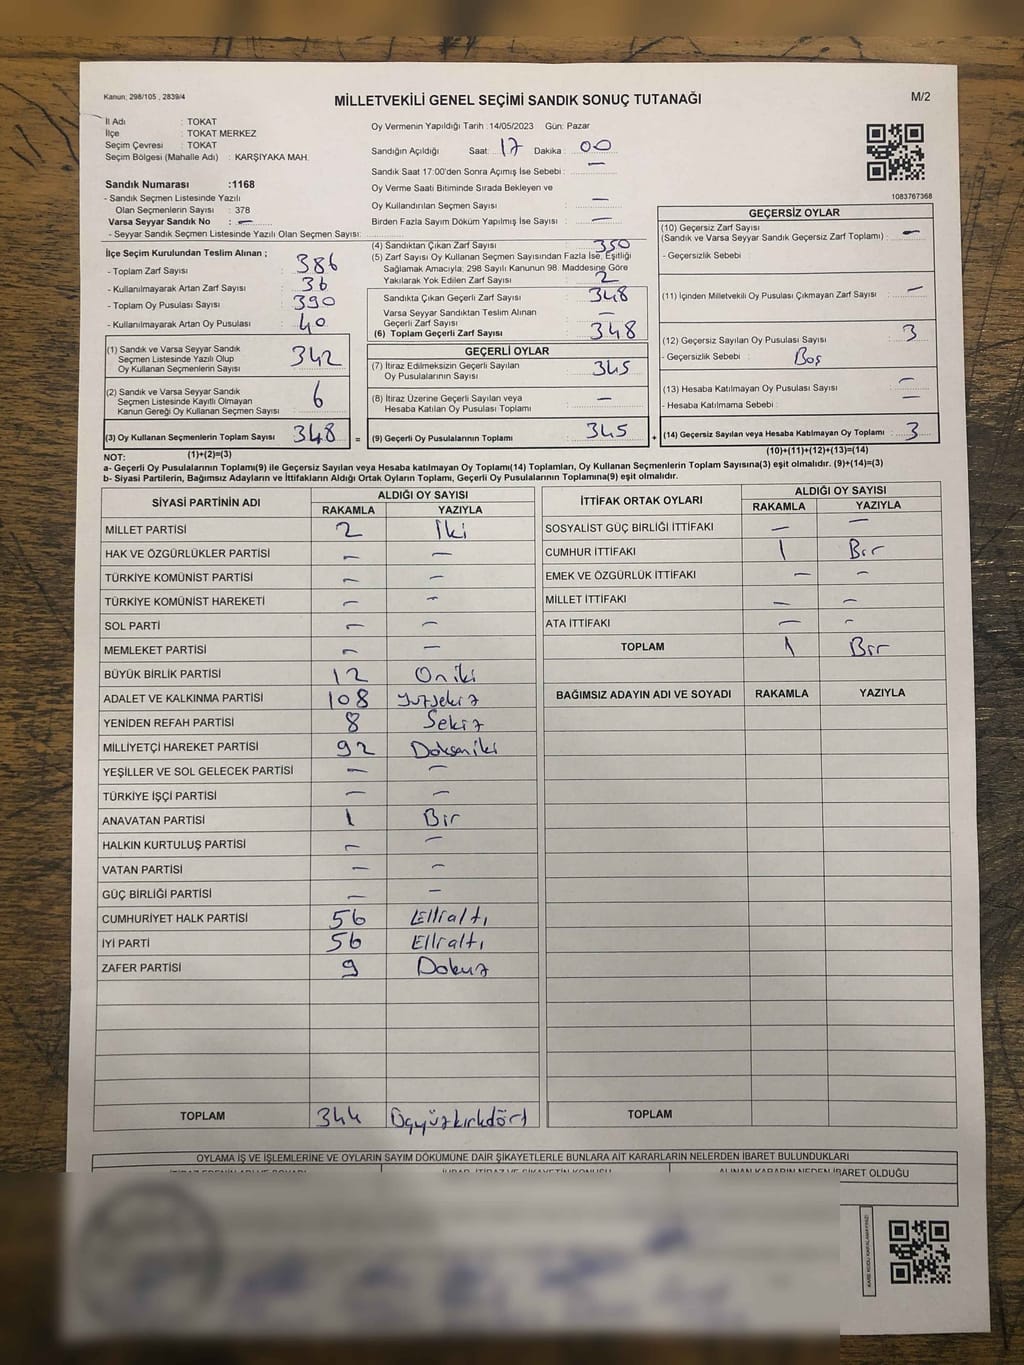 Kanun; 298/105 , 2839/4
MİLLETVEKİLİ GENEL SEÇİMİ SANDIK SONUÇ TUTANAĞI
M/2
İl Adı : TOKAT
İlçe : TOKAT MERKEZ
Seçim Çevresi : TOKAT
Seçim Bölgesi (Mahalle Adı) : KARŞIYAKA MAH.
Oy Vermenin Yapıldığı Tarih :14/05/2023 Gün: Pazar
Sandığın Açıldığı Saat: 17 Dakika : 00
Sandık Saat 17:00'den Sonra Açımış İse Sebebi : —
Oy Verme Saati Bitiminde Sırada Bekleyen ve
Oy Kullandırılan Seçmen Sayısı —
Birden Fazla Sayım Döküm Yapılmış İse Sayısı —
Sandık Numarası :1168
- Sandık Seçmen Listesinde Yazılı
Olan Seçmenlerin Sayısı : 378
Varsa Seyyar Sandık No : —
- Seyyar Sandık Seçmen Listesinde Yazılı Olan Seçmen Sayısı:
1083767368
İlçe Seçim Kurulundan Teslim Alınan ;
- Toplam Zarf Sayısı 386
- Kullanılmayarak Artan Zarf Sayısı : 36
- Toplam Oy Pusulası Sayısı : 390
- Kullanılmayarak Artan Oy Pusulası : 40
(1) Sandık ve Varsa Seyyar Sandık
Seçmen Listesinde Yazılı Olup
Oy Kullanan Seçmenlerin Sayısı : 342
(2) Sandık ve Varsa Seyyar Sandık
Seçmen Listesinde Kayıtlı Olmayan
Kanun Gereği Oy Kullanan Seçmen Sayısı : 6
(3) Oy Kullanan Seçmenlerin Toplam Sayısı : 348
(1)+(2)=(3)
(4) Sandıktan Çıkan Zarf Sayısı : 350
(5) Zarf Sayısı Oy Kullanan Seçmen Sayısından Fazla İse, Eşitliği
Sağlamak Amacıyla; 298 Sayılı Kanunun 98. Maddesine Göre
Yakılarak Yok Edilen Zarf Sayısı : 2
Sandıkta Çıkan Geçerli Zarf Sayısı : 348
Varsa Seyyar Sandıktan Teslim Alınan
Geçerli Zarf Sayısı : —
(6) Toplam Geçerli Zarf Sayısı : 348
GEÇERLİ OYLAR
(7) İtiraz Edilmeksizin Geçerli Sayılan
Oy Pusulalarının Sayısı : 345
(8) İtiraz Üzerine Geçerli Sayılan veya
Hesaba Katılan Oy Pusulası Toplamı : —
= (9) Geçerli Oy Pusulalarının Toplamı : 345
GEÇERSİZ OYLAR
(10) Geçersiz Zarf Sayısı
(Sandık ve Varsa Seyyar Sandık Geçersiz Zarf Toplamı) : —
- Geçersizlik Sebebi :
(11) İçinden Milletvekili Oy Pusulası Çıkmayan Zarf Sayısı : —
(12) Geçersiz Sayılan Oy Pusulası Sayısı : 3
- Geçersizlik Sebebi : Boş
(13) Hesaba Katılmayan Oy Pusulası Sayısı : —
- Hesaba Katılmama Sebebi : —
+ (14) Geçersiz Sayılan veya Hesaba Katılmayan Oy Toplamı : 3
(10)+(11)+(12)+(13)=(14)
NOT:
a- Geçerli Oy Pusulalarının Toplamı(9) ile Geçersiz Sayılan veya Hesaba katılmayan Oy Toplamı(14) Toplamları, Oy Kullanan Seçmenlerin Toplam Sayısına(3) eşit olmalıdır. (9)+(14)=(3)
b- Siyasi Partilerin, Bağımsız Adayların ve İttifakların Aldığı Ortak Oyların Toplamı, Geçerli Oy Pusulalarının Toplamına(9) eşit olmalıdır.
SİYASİ PARTİNİN ADI ALDIĞI OY SAYISI
RAKAMLA YAZIYLA
MİLLET PARTİSİ 2 İki
HAK VE ÖZGÜRLÜKLER PARTİSİ — —
TÜRKİYE KOMÜNİST PARTİSİ — —
TÜRKİYE KOMÜNİST HAREKETİ — —
SOL PARTİ — —
MEMLEKET PARTİSİ — —
BÜYÜK BİRLİK PARTİSİ 12 Oniki
ADALET VE KALKINMA PARTİSİ 108 yüzsekiz
YENİDEN REFAH PARTİSİ 8 Sekiz
MİLLİYETÇİ HAREKET PARTİSİ 92 Doksaniki
YEŞİLLER VE SOL GELECEK PARTİSİ — —
TÜRKİYE İŞÇİ PARTİSİ — —
ANAVATAN PARTİSİ 1 Bir
HALKIN KURTULUŞ PARTİSİ — —
VATAN PARTİSİ — —
GÜÇ BİRLİĞİ PARTİSİ — —
CUMHURİYET HALK PARTİSİ 56 Ellialtı
İYİ PARTİ 56 Ellialtı
ZAFER PARTİSİ 9 Dokuz
TOPLAM 344 Üçyüzkırkdört
İTTİFAK ORTAK OYLARI ALDIĞI OY SAYISI
RAKAMLA YAZIYLA
SOSYALİST GÜÇ BİRLİĞİ İTTİFAKI — —
CUMHUR İTTİFAKI 1 Bir
EMEK VE ÖZGÜRLÜK İTTİFAKI — —
MİLLET İTTİFAKI — —
ATA İTTİFAKI — —
TOPLAM 1 Bir
BAĞIMSIZ ADAYIN ADI VE SOYADI RAKAMLA YAZIYLA
TOPLAM
OYLAMA İŞ VE İŞLEMLERİNE VE OYLARIN SAYIM DÖKÜMÜNE DAİR ŞİKAYETLERLE BUNLARA AİT KARARLARIN NELERDEN İBARET BULUNDUKLARI
ALINAN KARARIN NEDEN İBARET OLDUĞU